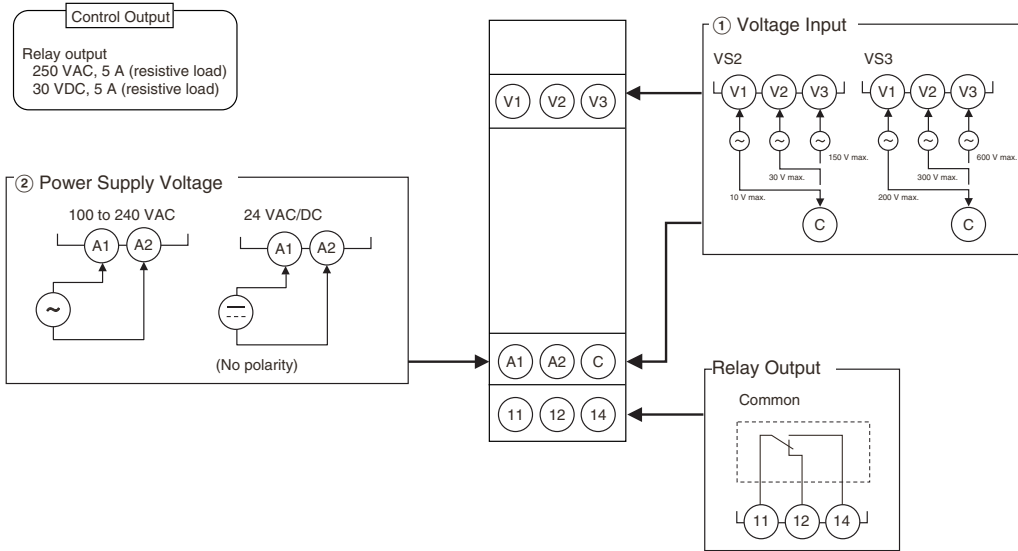 Control Output
Relay output
250 VAC, 5 A (resistive load)
30 VDC, 5 A (resistive load)
② Power Supply Voltage
100 to 240 VAC
24 VAC/DC
A1 A2
A1 A2
~
(No polarity)
V1 V2 V3
A1 A2 C
11 12 14
① Voltage Input
VS2
VS3
V1 V2 V3
V1 V2 V3
~ ~ ~
~ ~ ~
150 V max.
600 V max.
30 V max.
300 V max.
10 V max.
200 V max.
C
C
Relay Output
Common
11 12 14